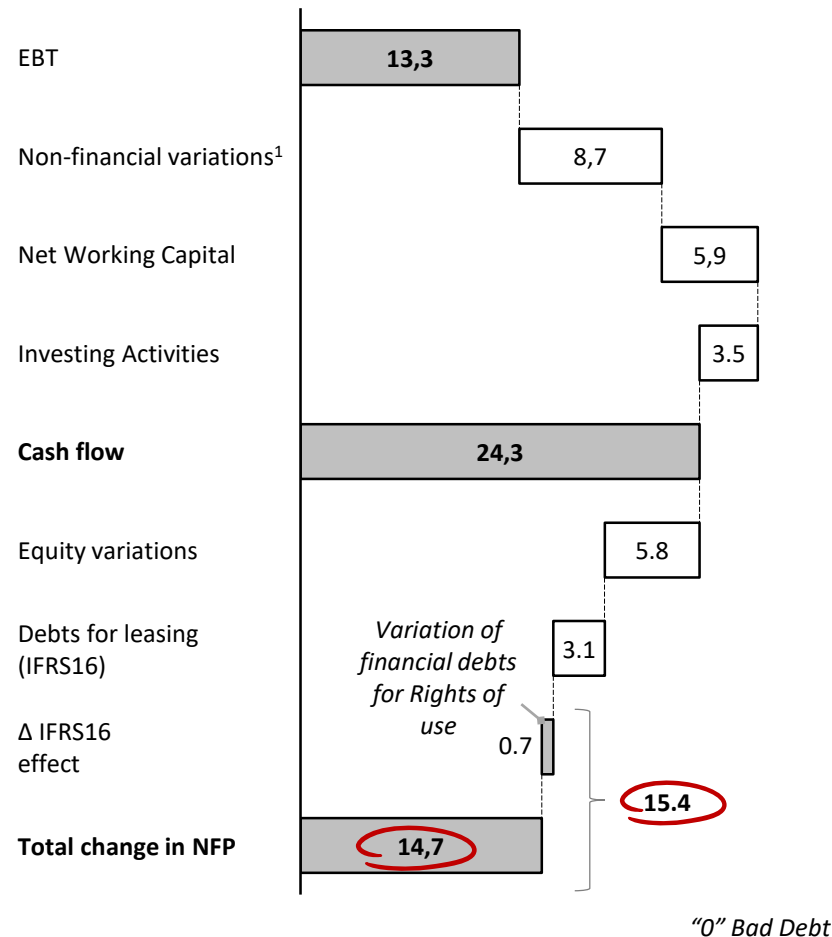 EBT
13,3
Non-financial variations¹
8,7
Net Working Capital
5,9
Investing Activities
3.5
Cash flow
24,3
Equity variations
5.8
Debts for leasing
(IFRS16)
3.1
Variation of
financial debts
for Rights of
use
Δ IFRS16
effect
0.7
15.4
Total change in NFP
14,7
“0” Bad Debt